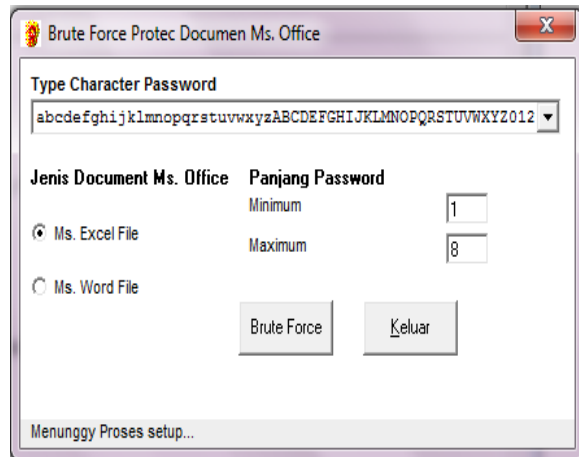 Brute Force Protec Documen Ms. Office
Type Character Password
abcdefghijklmnopqrstuvwxyzABCDEFGHIJKLMNOPQRSTUVWXYZ012
Jenis Document Ms. Office Panjang Password
Minimum 1
Ms. Excel File
Maximum 8
Ms. Word File
Brute Force Keluar
Menunggy Proses setup...